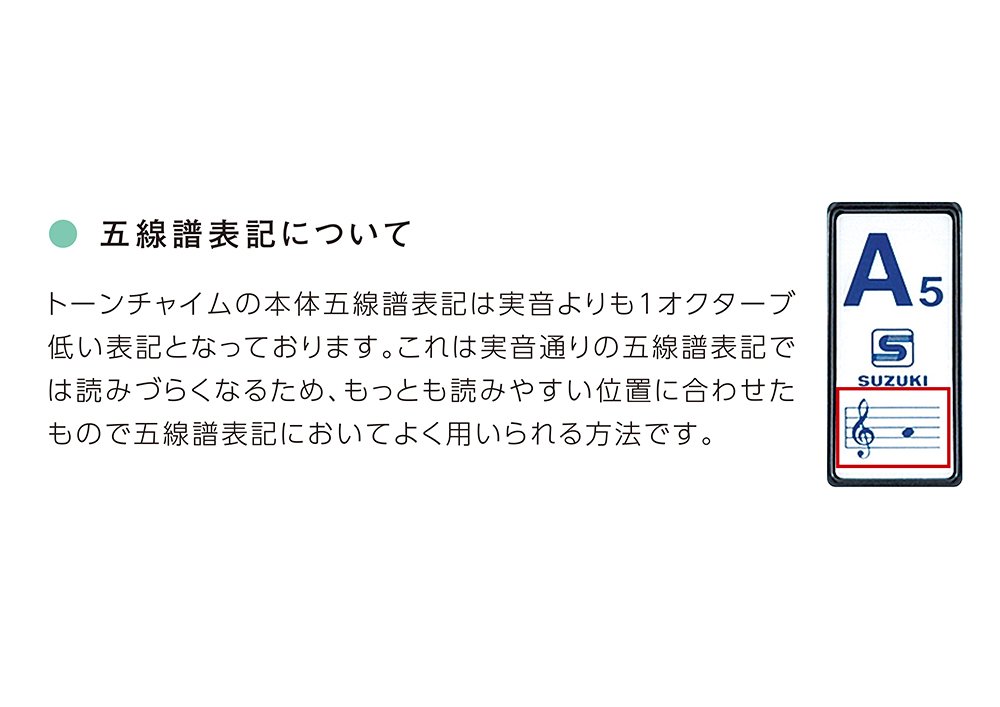 ● 五線譜表記について
トーンチャイムの本体五線譜表記は実音よりも1オクターブ
低い表記となっております。これは実音通りの五線譜表記で
は読みづらくなるため、もっとも読みやすい位置に合わせた
もので五線譜表記においてよく用いられる方法です。
A5
S
SUZUKI